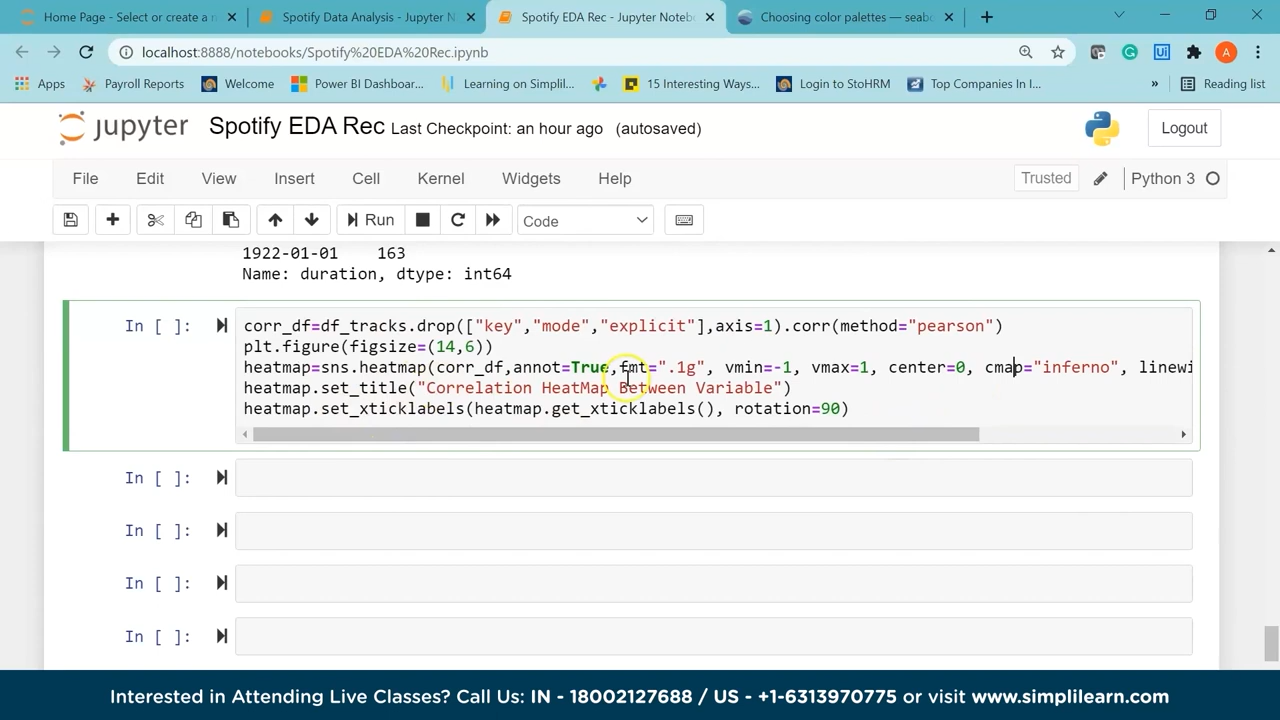 Home Page - Select or create a n
Spotify Data Analysis - Jupyter N
Spotify EDA Rec - Jupyter Noteb
Choosing color palettes — seab
localhost:8888/notebooks/Spotify%20EDA%20Rec.ipynb
A
Apps
Payroll Reports
Welcome
Power BI Dashboar...
Learning on Simplil...
15 Interesting Ways...
Login to StoHRM
Top Companies In I...
»
Reading list
jupyter Spotify EDA Rec Last Checkpoint: an hour ago (autosaved)
Logout
File Edit View Insert Cell Kernel Widgets Help
Trusted
Python 3
Run
Code
1922-01-01    163
Name: duration, dtype: int64
In [ ]:
corr_df=df_tracks.drop(["key","mode","explicit"],axis=1).corr(method="pearson")
plt.figure(figsize=(14,6))
heatmap=sns.heatmap(corr_df,annot=True,fmt=".1g", vmin=-1, vmax=1, center=0, cmap="inferno", linewi
heatmap.set_title("Correlation HeatMap Between Variable")
heatmap.set_xticklabels(heatmap.get_xticklabels(), rotation=90)
In [ ]:
In [ ]:
In [ ]:
In [ ]:
Interested in Attending Live Classes? Call Us: IN - 18002127688 / US - +1-6313970775 or visit www.simplilearn.com